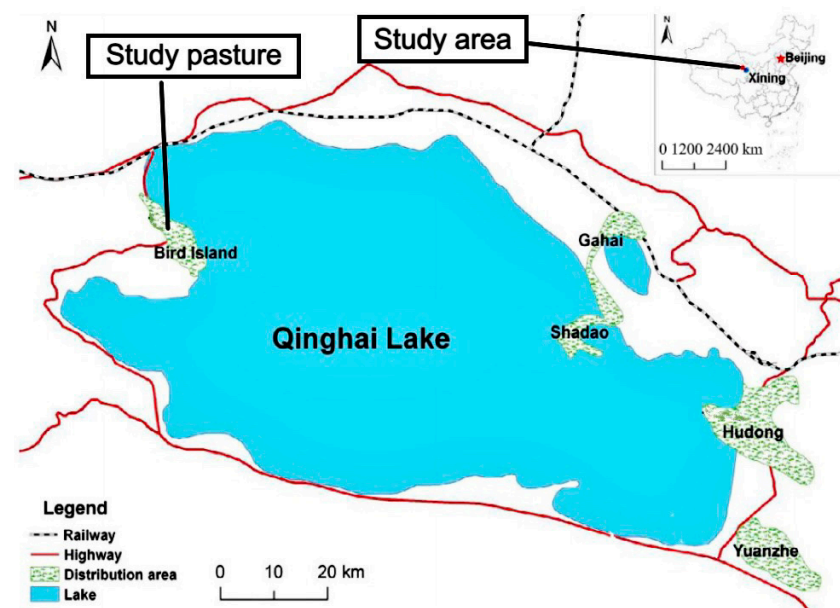 N
Study pasture
Study area
N
Beijing
Xining
0 1200 2400 km
Gahai
Bird Island
Shadao
Qinghai Lake
Hudong
Yuanzhe
Legend
Railway
Highway
Distribution area
Lake
0 10 20 km